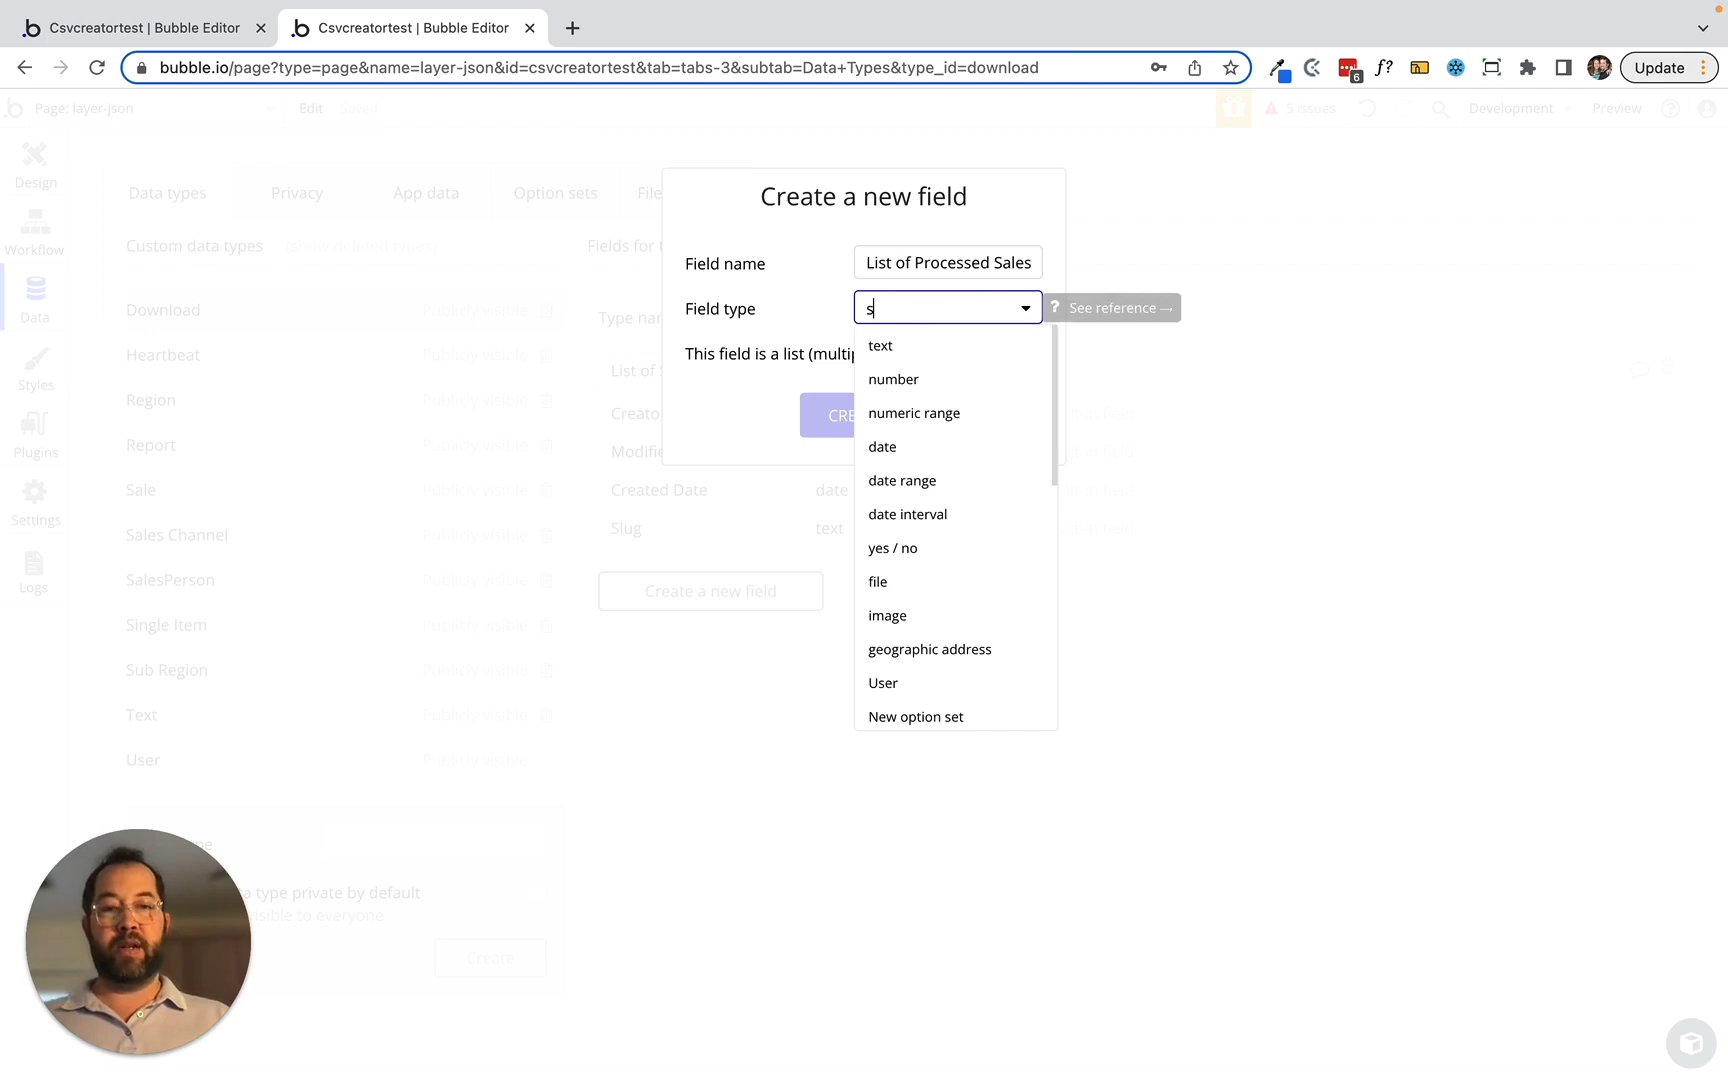 Csvcreatortest | Bubble Editor
Csvcreatortest | Bubble Editor
bubble.io/page?type=page&name=layer-json&id=csvcreatortest&tab=tabs-3&subtab=Data+Types&type_id=download
6
f?
Update
Page: layer-json
Edit
Saved
5 issues
Development
Preview
Design
Workflow
Data
Styles
Plugins
Settings
Logs
Data types
Privacy
App data
Option sets
File
Custom data types
(show deleted types)
Fields for t
Download
Publicly visible
Heartbeat
Publicly visible
Region
Publicly visible
Report
Publicly visible
Sale
Publicly visible
Sales Channel
Publicly visible
SalesPerson
Publicly visible
Single Item
Publicly visible
Sub Region
Publicly visible
Text
Publicly visible
User
Publicly visible
a type private by default
visible to everyone
Create
Type nar
List of S
Creato
Modifie
Created Date
date
Slug
text
Create a new field
Create a new field
Field name
List of Processed Sales
Field type
s
? See reference →
This field is a list (multip
CRE
text
number
numeric range
date
date range
date interval
yes / no
file
image
geographic address
User
New option set